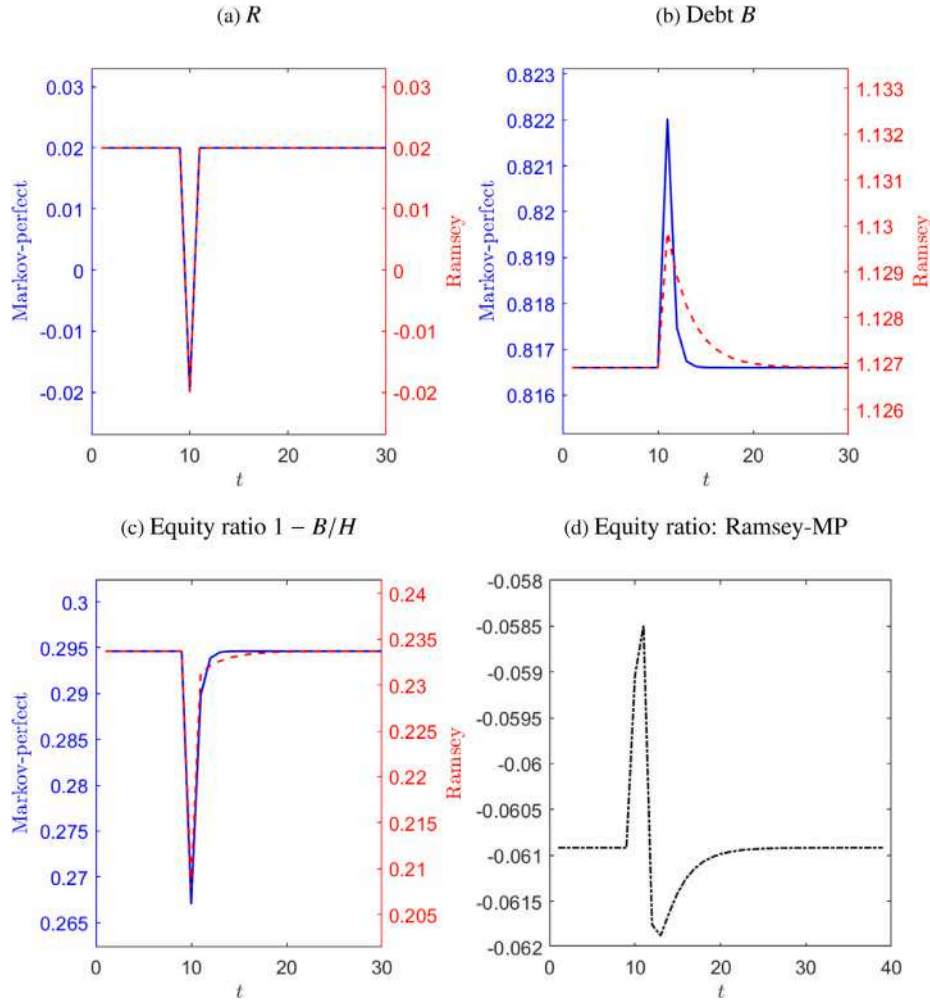 (a) R
(b) Debt B
0.03
0.02
0.01
0
-0.01
-0.02
Markov-perfect
0.03
0.02
0.01
0
-0.01
-0.02
Ramsey
0 10 20 30
t
0.823
0.822
0.821
0.82
0.819
0.818
0.817
0.816
Markov-perfect
1.133
1.132
1.131
1.13
1.129
1.128
1.127
1.126
Ramsey
0 10 20 30
t
(c) Equity ratio 1 − B/H
(d) Equity ratio: Ramsey-MP
0.3
0.295
0.29
0.285
0.28
0.275
0.27
0.265
Markov-perfect
0.24
0.235
0.23
0.225
0.22
0.215
0.21
0.205
Ramsey
0 10 20 30
t
-0.058
-0.0585
-0.059
-0.0595
-0.06
-0.0605
-0.061
-0.0615
-0.062
0 10 20 30 40
t